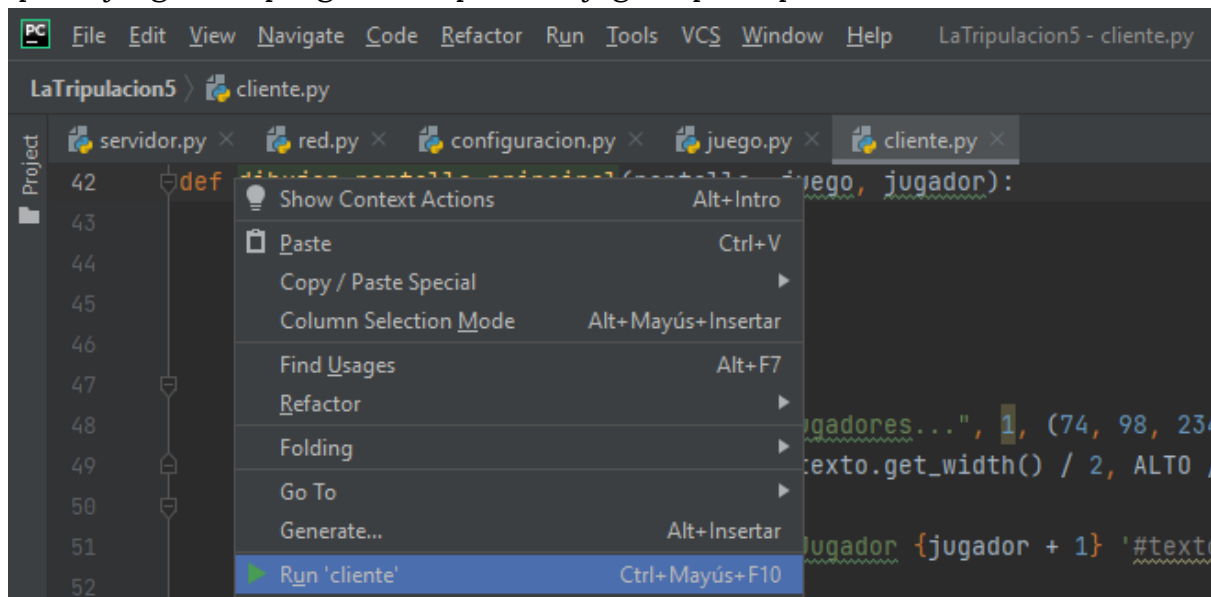 PC File Edit View Navigate Code Refactor Run Tools VCS Window Help LaTripulacion5 - cliente.py
LaTripulacion5 cliente.py
servidor.py red.py configuracion.py juego.py cliente.py
Project
42 def juego, jugador):
Show Context Actions Alt+Intro
43
Paste Ctrl+V
44
Copy / Paste Special
45
Column Selection Mode Alt+Mayús+Insertar
46
Find Usages Alt+F7
47
Refactor
48 ugadores...", 1, (74, 98, 234
Folding
49 texto.get_width() / 2, ALTO /
Go To
50
Generate... Alt+Insertar
51 Jugador {jugador + 1} '#texto
Run 'cliente' Ctrl+Mayús+F10
52